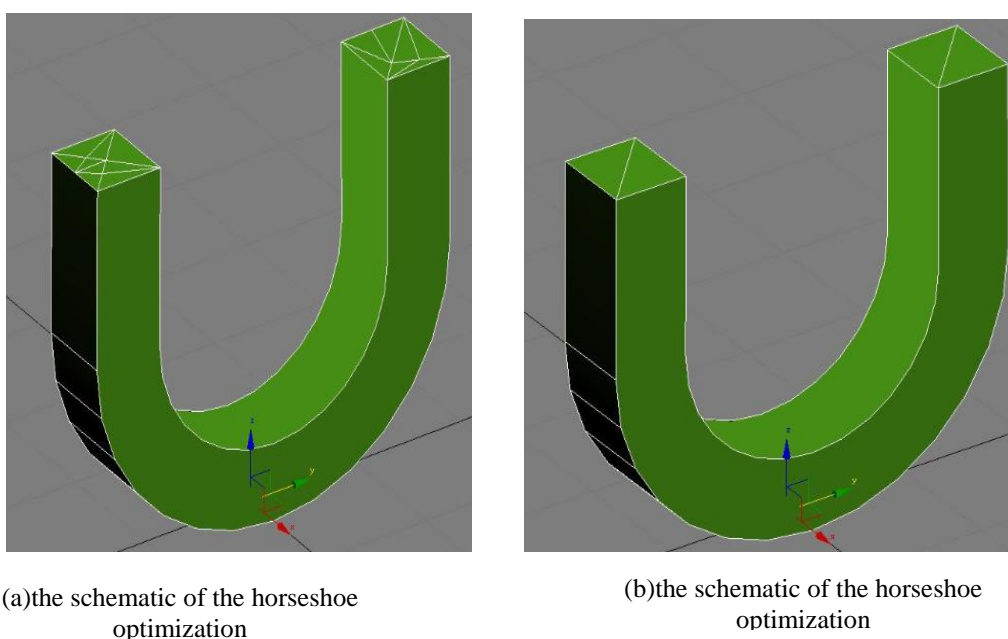 z
y
x
z
y
x
(a)the schematic of the horseshoe
optimization
(b)the schematic of the horseshoe
optimization